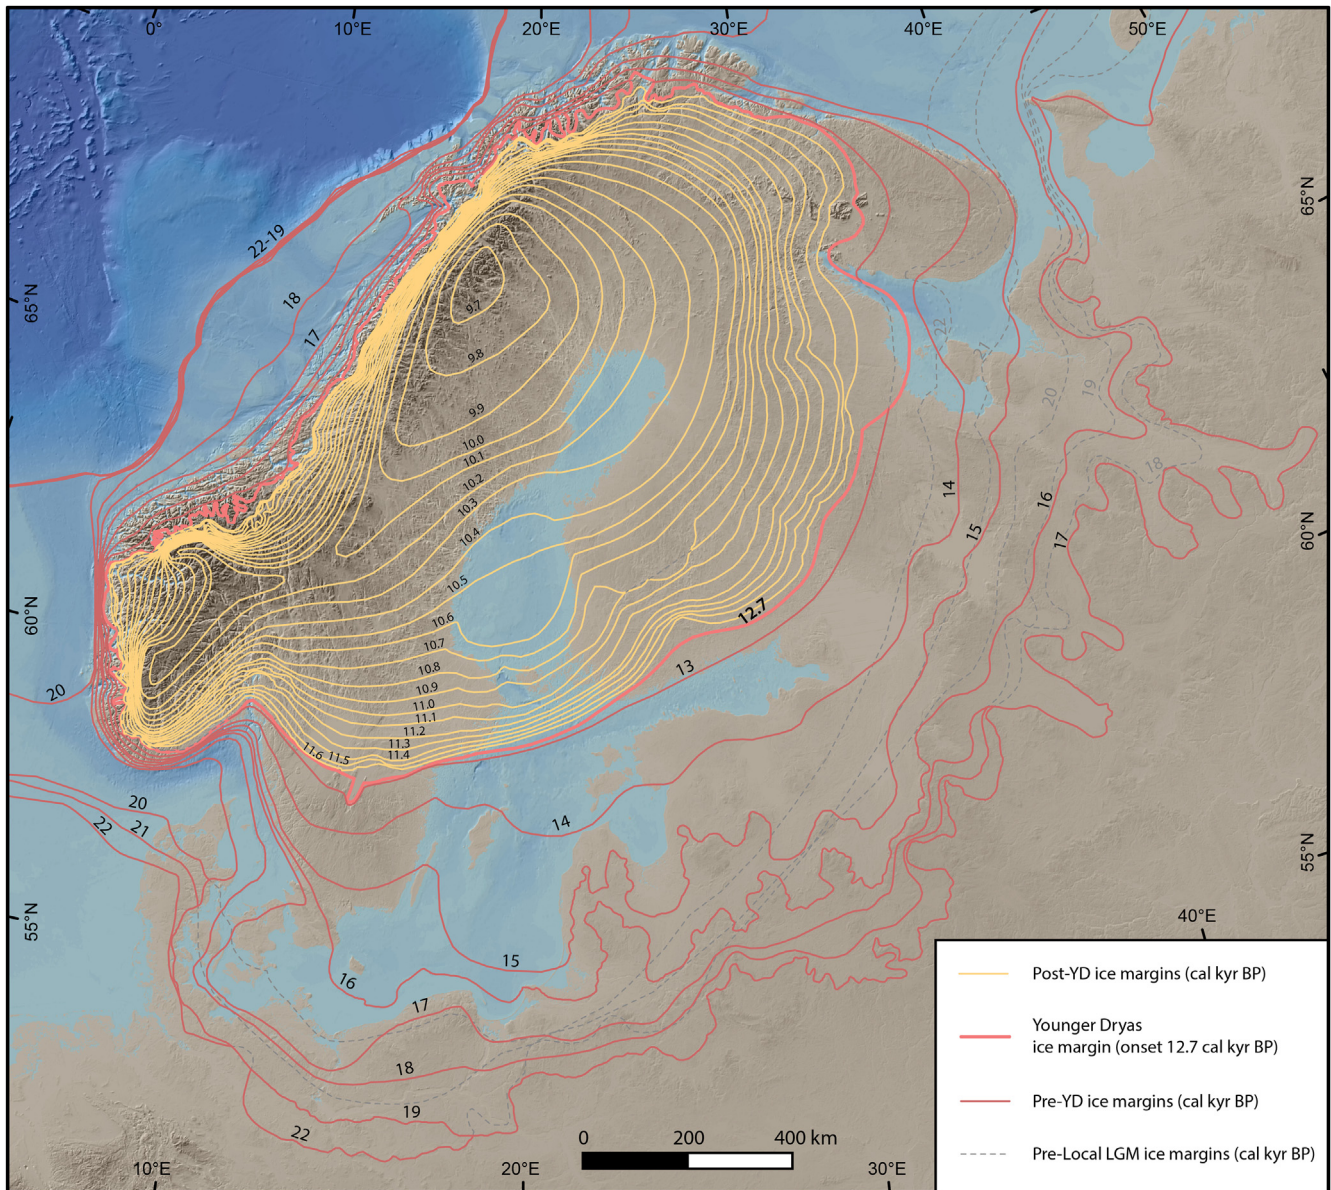 0° 10°E 20°E 30°E 40°E 50°E
65°N
22-19
65°N
18
17
9.7
22
21
9.8
20
19
9.9
10.0
10.1
18
10.2
14
16
10.3
15
17
60°N
10.4
10.5
60°N
12.7
10.6
10.7
13
10.8
20
10.9
11.0
11.1
11.2
11.3
11.6 11.5 11.4
20
22 21
14
55°N
55°N
40°E
15
16
17
18
19
22
Post-YD ice margins (cal kyr BP)
Younger Dryas
ice margin (onset 12.7 cal kyr BP)
Pre-YD ice margins (cal kyr BP)
Pre-Local LGM ice margins (cal kyr BP)
0 200 400 km
10°E 20°E 30°E